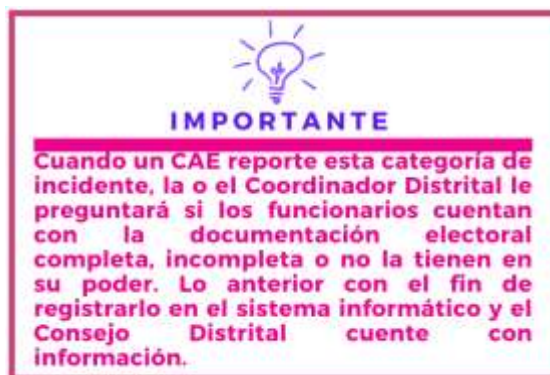 IMPORTANTE
Cuando un CAE reporte esta categoría de
incidente, la o el Coordinador Distrital le
preguntará si los funcionarios cuentan
con la documentación electoral
completa, incompleta o no la tienen en
su poder. Lo anterior con el fin de
registrarlo en el sistema informático y el
Consejo Distrital cuente con
información.